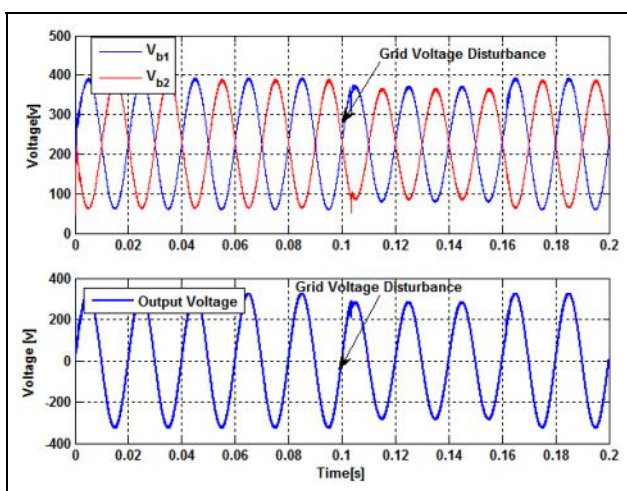 500
400
300
200
100
0
Voltage[v]
V_b1
V_b2
Grid Voltage Disturbance
0 0.02 0.04 0.06 0.08 0.1 0.12 0.14 0.16 0.18 0.2
400
200
0
-200
-400
Voltage [v]
Output Voltage
Grid Voltage Disturbance
0 0.02 0.04 0.06 0.08 0.1 0.12 0.14 0.16 0.18 0.2
Time[s]